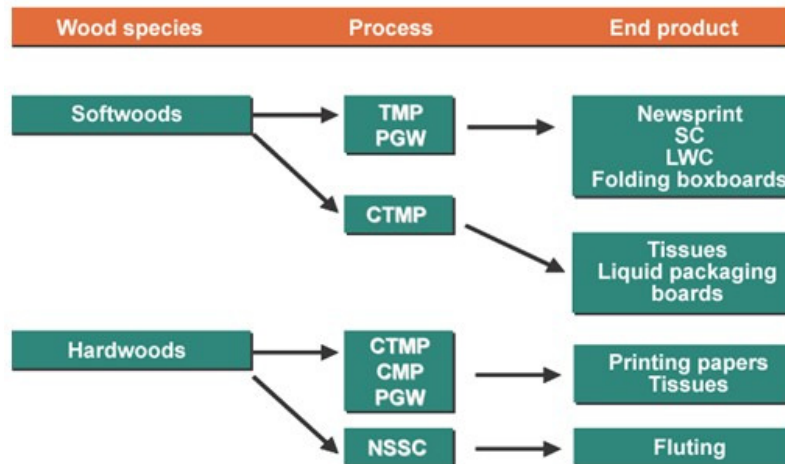 Wood species
Process
End product
Softwoods
TMP
PGW
Newsprint
SC
LWC
Folding boxboards
CTMP
Tissues
Liquid packaging
boards
Hardwoods
CTMP
CMP
PGW
Printing papers
Tissues
NSSC
Fluting